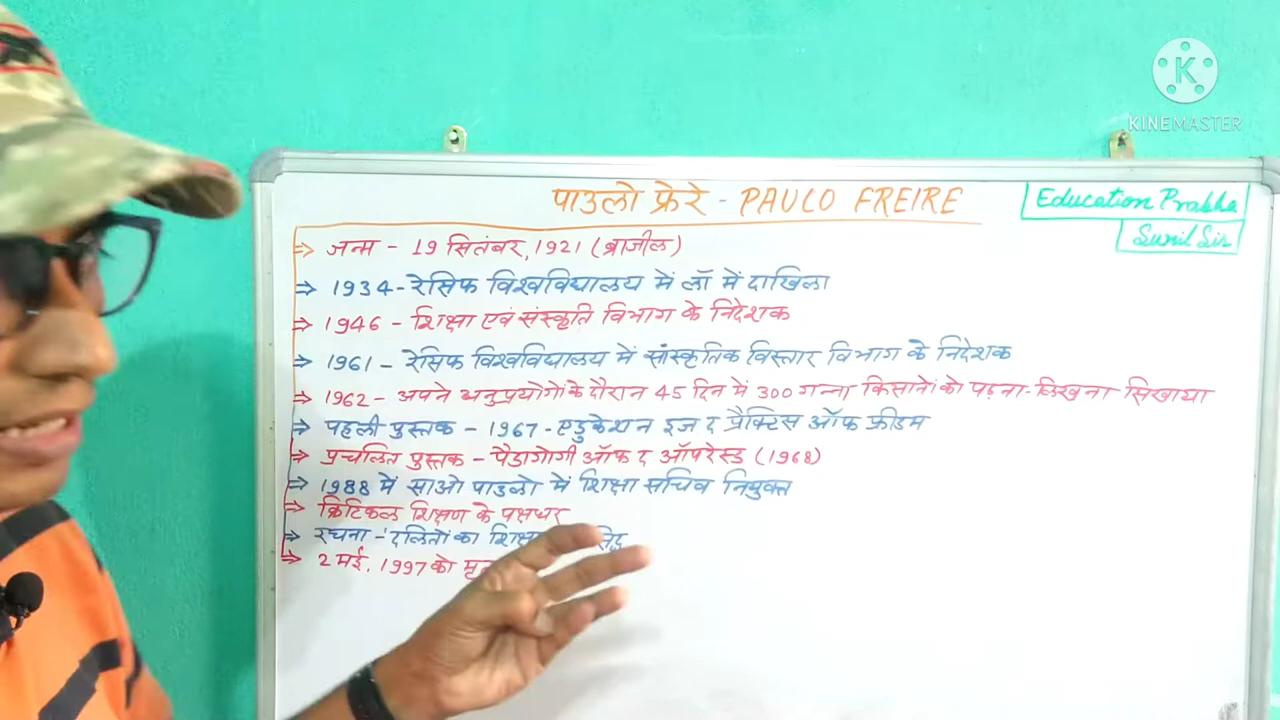 K
KINEMASTER
पाउलो फ्रेरे - PAULO FREIRE
Education Prabha
Sunil Sir
⇒ जन्म - 19 सितंबर, 1921 (ब्राजील)
⇒ 1934 - रेसिफ विश्वविद्यालय में लॉ में दाखिला
⇒ 1946 - शिक्षा एवं संस्कृति विभाग के निदेशक
⇒ 1961 - रेसिफ विश्वविद्यालय में सांस्कृतिक विस्तार विभाग के निदेशक
⇒ 1962 - अपने अनुप्रयोगों के दौरान 45 दिन में 300 गन्ना किसानों को पढ़ना-लिखना सिखाया
⇒ पहली पुस्तक - 1967 - एडुकेशन इज द प्रैक्टिस ऑफ फ्रीडम
⇒ प्रचलित पुस्तक - पैडागोगी ऑफ द ऑपरेस्ड (1968)
⇒ 1988 में साओ पाउलो में शिक्षा सचिव नियुक्त
⇒ क्रिटिकल शिक्षण के पक्षधर
⇒ रचना - 'दलितों का
⇒ 2 मई, 1997 को